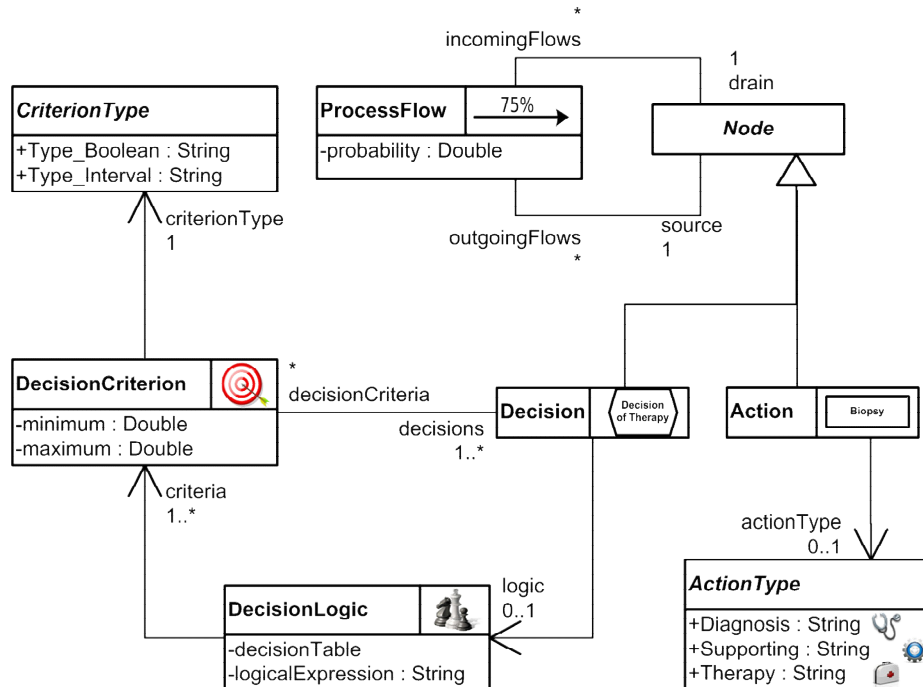 *
incomingFlows
1
drain
CriterionType
+Type_Boolean : String
+Type_Interval : String
ProcessFlow
75%
-probability : Double
Node
criterionType
1
outgoingFlows
*
source
1
DecisionCriterion
-minimum : Double
-maximum : Double
*
decisionCriteria
decisions
1..*
Decision
Decision
of Therapy
Action
Biopsy
criteria
1..*
actionType
0..1
logic
0..1
DecisionLogic
-decisionTable
-logicalExpression : String
ActionType
+Diagnosis : String
+Supporting : String
+Therapy : String